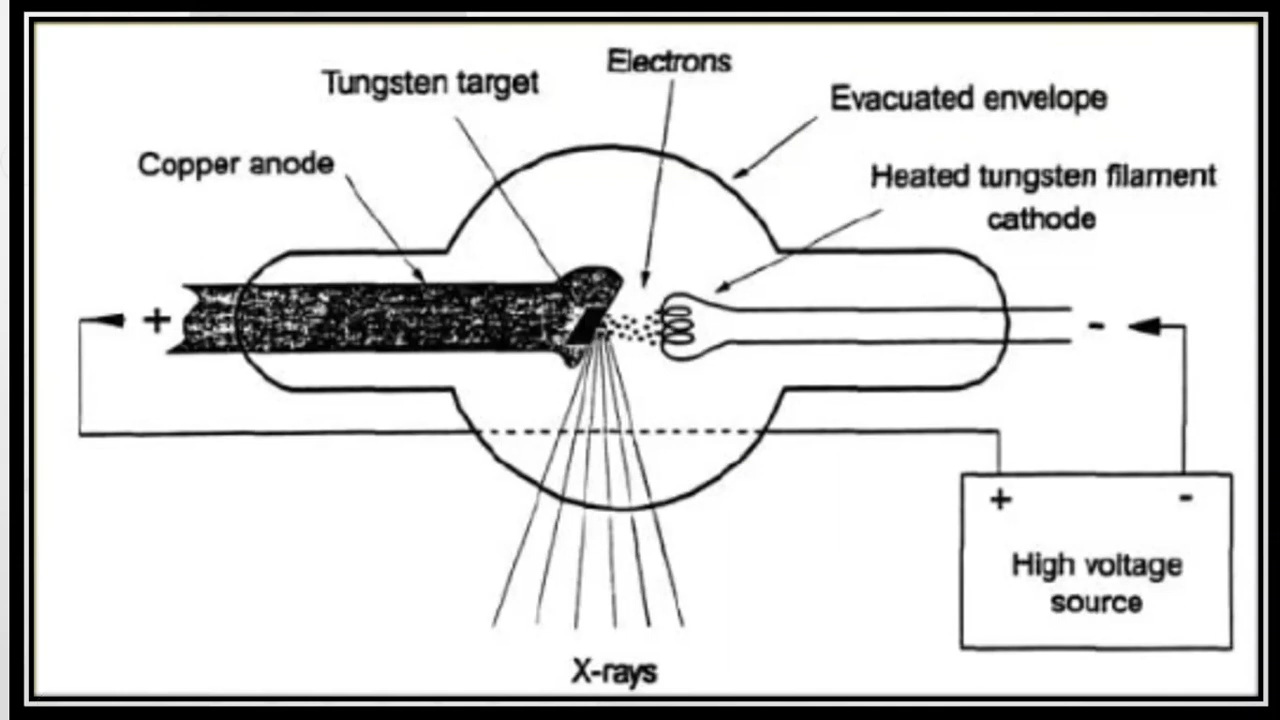 Electrons
Tungsten target
Evacuated envelope
Copper anode
Heated tungsten filament
cathode
+
-
+ -
High voltage
source
X-rays